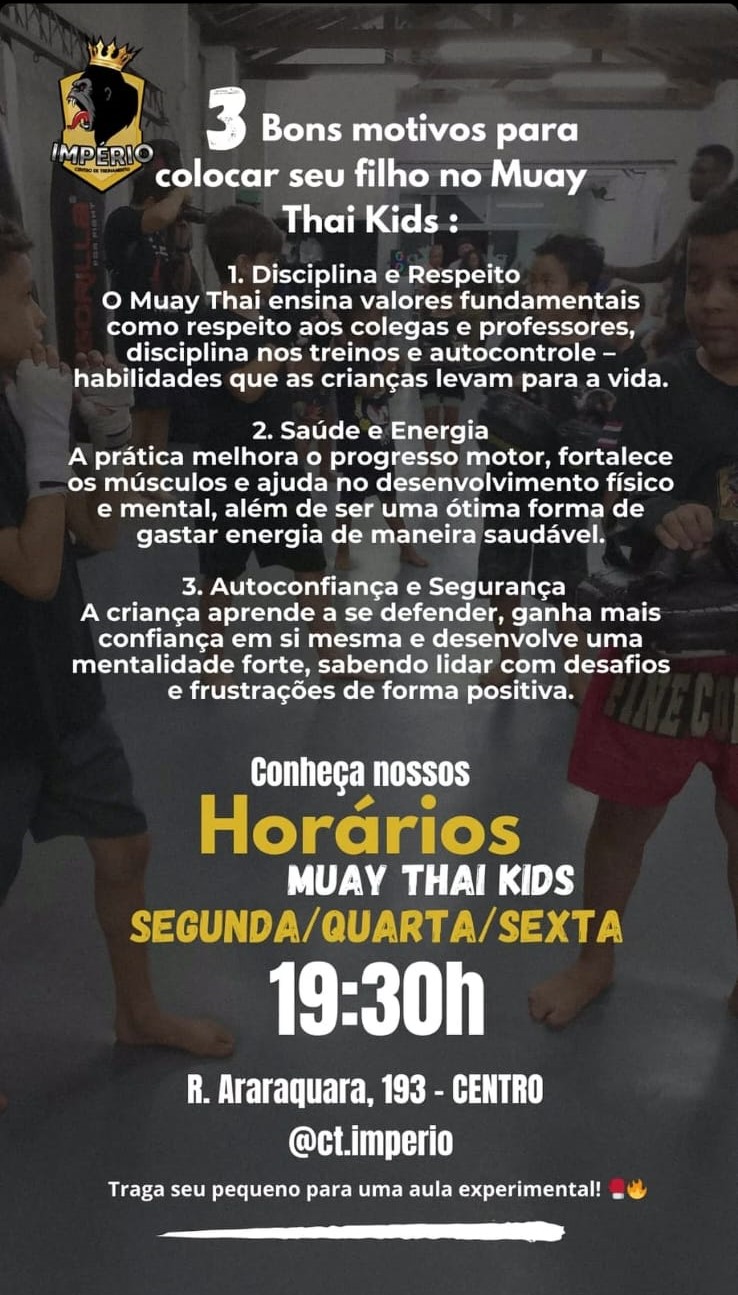 IMPÉRIO
CENTRO DE TREINAMENTO
3 Bons motivos para
colocar seu filho no Muay
Thai Kids :
1. Disciplina e Respeito
O Muay Thai ensina valores fundamentais
como respeito aos colegas e professores,
disciplina nos treinos e autocontrole –
habilidades que as crianças levam para a vida.
2. Saúde e Energia
A prática melhora o progresso motor, fortalece
os músculos e ajuda no desenvolvimento físico
e mental, além de ser uma ótima forma de
gastar energia de maneira saudável.
3. Autoconfiança e Segurança
A criança aprende a se defender, ganha mais
confiança em si mesma e desenvolve uma
mentalidade forte, sabendo lidar com desafios
e frustrações de forma positiva.
Conheça nossos
Horários
MUAY THAI KIDS
SEGUNDA/QUARTA/SEXTA
19:30h
R. Araraquara, 193 - CENTRO
@ct.imperio
Traga seu pequeno para uma aula experimental! 🥊🔥